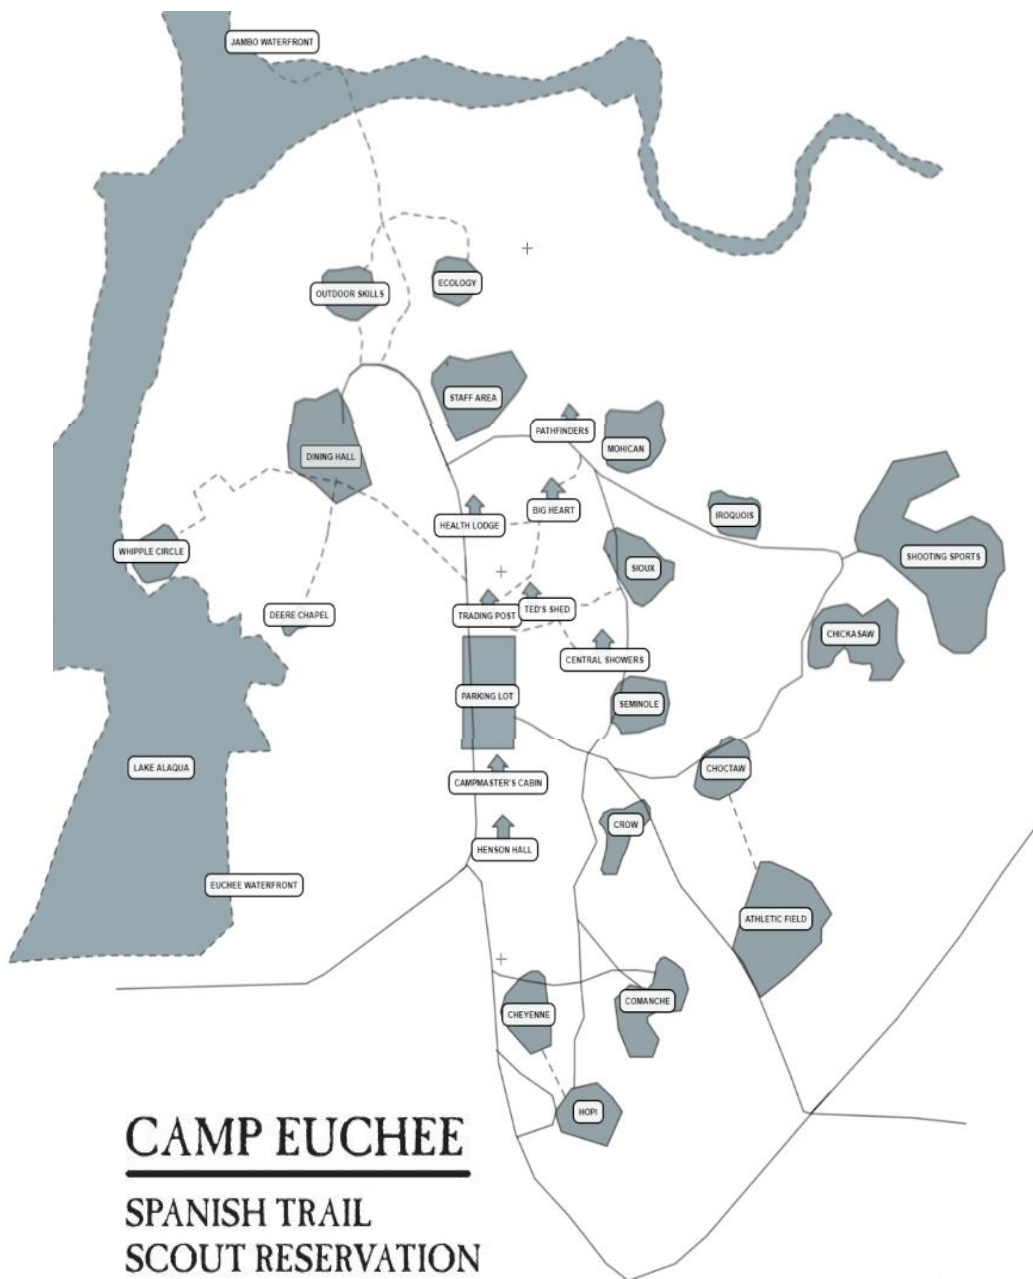 JAMBO WATERFRONT
ECOLOGY
OUTDOOR SKILLS
STAFF AREA
PATHFINDERS
MOHICAN
DINING HALL
BIG HEART
IROQUOIS
HEALTH LODGE
WHIPPLE CIRCLE
SHOOTING SPORTS
SIOUX
TED'S SHED
DEERE CHAPEL
TRADING POST
CHICKASAW
CENTRAL SHOWERS
PARKING LOT
SEMINOLE
LAKE ALAQUA
CHOCTAW
CAMPMASTER'S CABIN
CROW
HENSON HALL
EUCHEE WATERFRONT
ATHLETIC FIELD
COMANCHE
CHEYENNE
HOPI
CAMP EUCHEE
SPANISH TRAIL
SCOUT RESERVATION